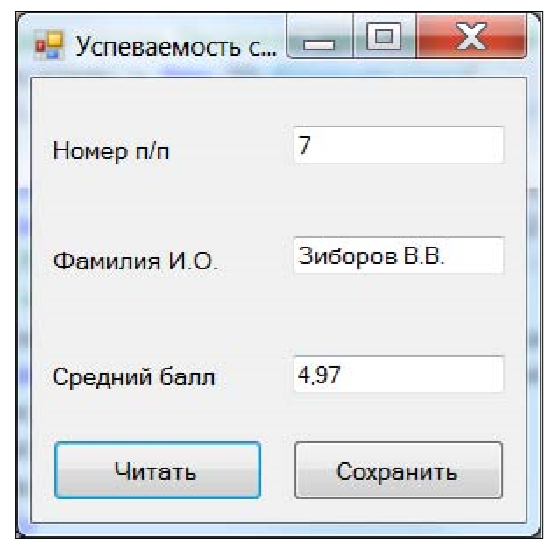 Успеваемость с...
Номер п/п 7
Фамилия И.О. Зиборов В.В.
Средний балл 4,97
Читать Сохранить